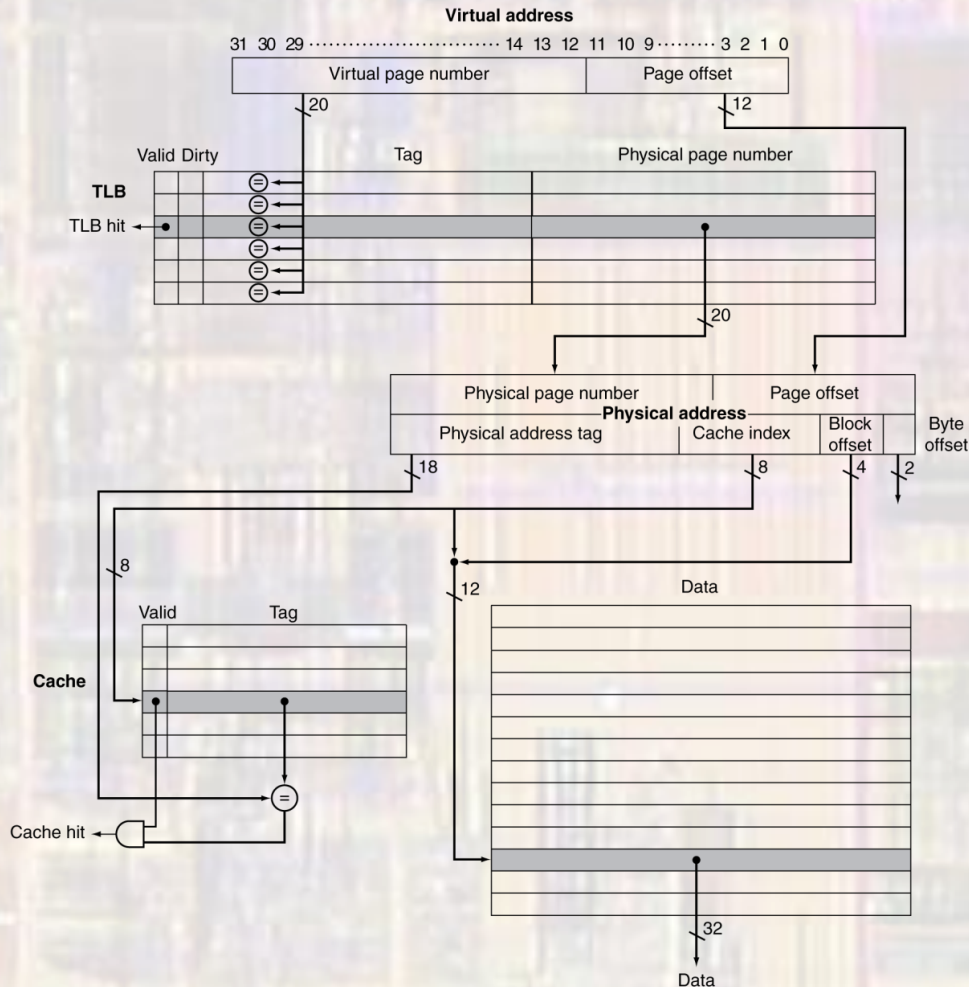 Virtual address
31 30 29 ........................... 14 13 12 11 10 9 ......... 3 2 1 0
Virtual page number Page offset
20 12
Valid Dirty Tag Physical page number
TLB
=
=
TLB hit =
=
=
=
20
Physical page number Page offset
Physical address
Physical address tag Cache index Block offset Byte offset
18 8 4 2
8
12
Data
Valid Tag
Cache
=
Cache hit
32
Data